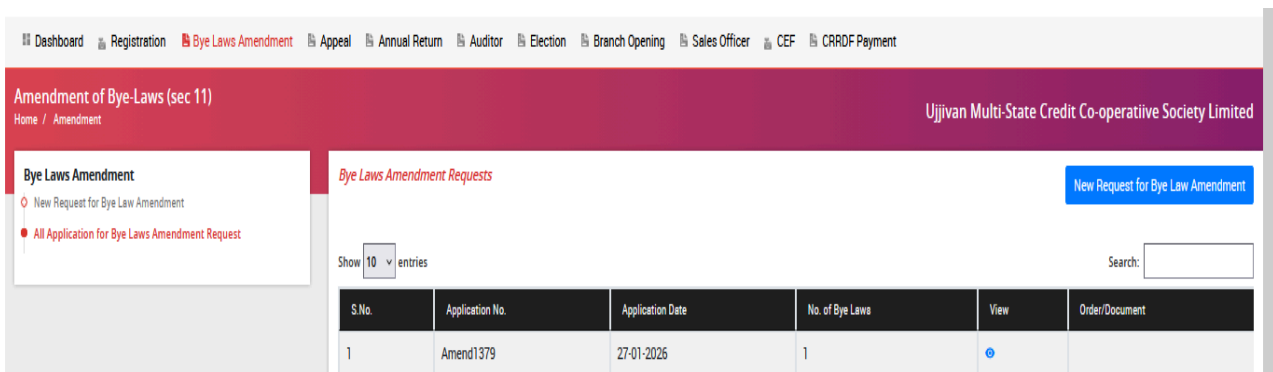 Dashboard Registration Bye Laws Amendment Appeal Annual Return Auditor Election Branch Opening Sales Officer CEF CRRDF Payment
Amendment of Bye-Laws (sec 11)
Home / Amendment
Ujjivan Multi-State Credit Co-operatiive Society Limited
Bye Laws Amendment
New Request for Bye Law Amendment
All Application for Bye Laws Amendment Request
Bye Laws Amendment Requests
New Request for Bye Law Amendment
Show 10 entries
Search:
S.No. Application No. Application Date No. of Bye Laws View Order/Document
1 Amend1379 27-01-2026 1